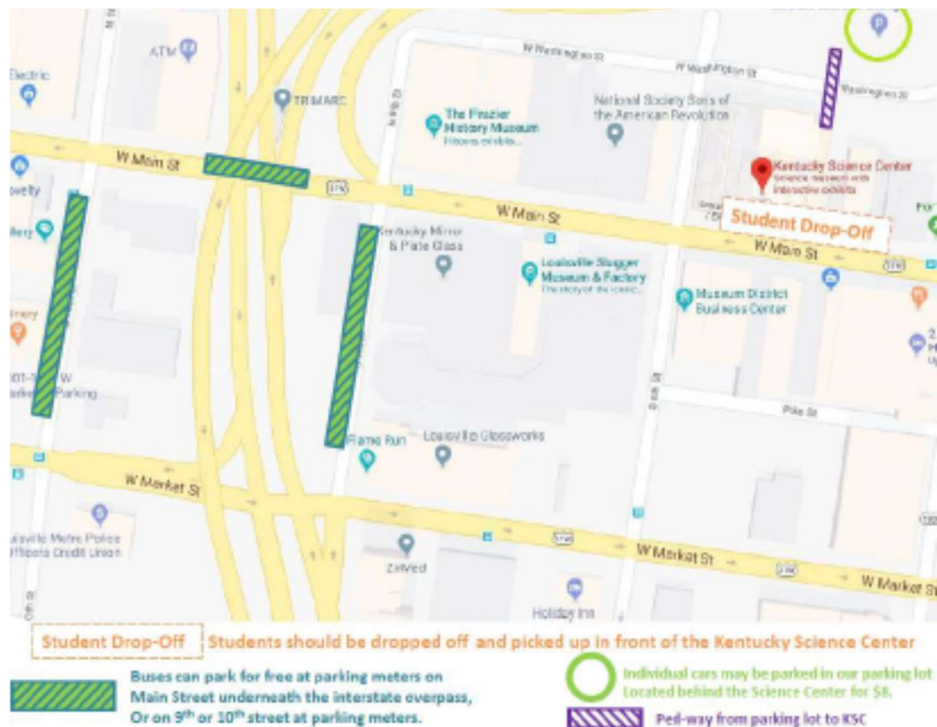 W Washington St
W Washington St
Washington St
ATM
Electric
TRIMARC
The Frazier
History Museum
National Society Sons of
the American Revolution
Kentucky Science Center
Science museum with
interactive exhibits
W Main St
W Main St
W Main St
Student Drop-Off
Kentucky Mirror
& Plate Glass
Louisville Slugger
Museum & Factory
Museum District
Business Center
Pike St
Flame Run
Louisville Glassworks
W Market St
W Market St
W Market St
ZirMed
Holiday Inn
Student Drop-Off Students should be dropped off and picked up in front of the Kentucky Science Center
Buses can park for free at parking meters on
Main Street underneath the interstate overpass,
Or on 9th or 10th street at parking meters.
Individual cars may be parked in our parking lot
Located behind the Science Center for $8.
Ped-way from parking lot to KSC